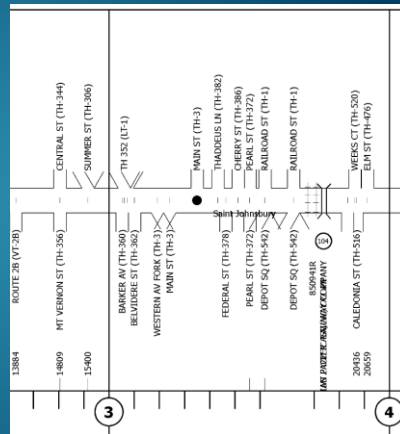 CENTRAL ST (TH-344)
SUMMER ST (TH-306)
TH 352 (LT-1)
MAIN ST (TH-3)
THADDEUS LN (TH-382)
CHERRY ST (TH-386)
PEARL ST (TH-372)
RAILROAD ST (TH-1)
RAILROAD ST (TH-1)
WEEKS CT (TH-520)
ELM ST (TH-476)
Saint Johnsbury
104
ROUTE 2B (VT-2B)
MT VERNON ST (TH-356)
BARKER AV (TH-360)
BELVIDERE ST (TH-362)
WESTERN AV FORK (TH-3)
MAIN ST (TH-3)
FEDERAL ST (TH-378)
PEARL ST (TH-372)
DEPOT SQ (TH-542)
DEPOT SQ (TH-542)
850941R
COMPANY
CALEDONIA ST (TH-516)
13884
14809
15400
20436
20659
3
4